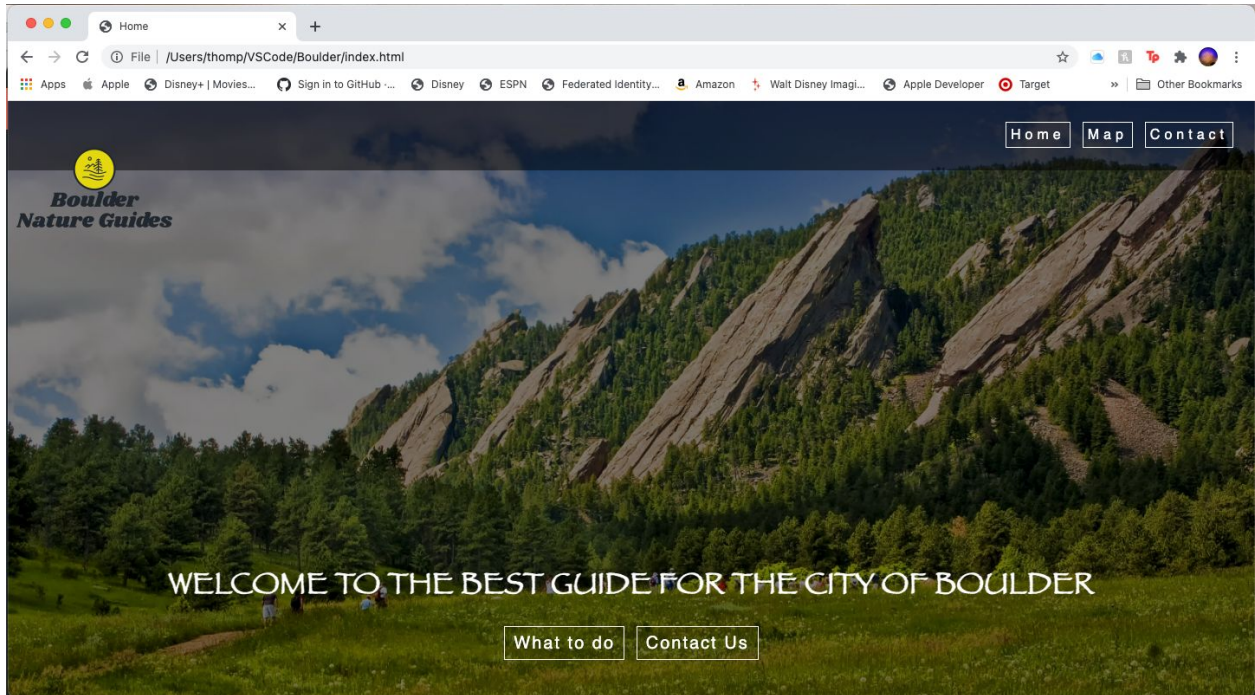 Home
File | /Users/thomp/VSCode/Boulder/index.html
Tp
Apps Apple Disney+ | Movies... Sign in to GitHub -... Disney ESPN Federated Identity... Amazon Walt Disney Imagi... Apple Developer Target » Other Bookmarks
Home Map Contact
Boulder
Nature Guides
WELCOME TO THE BEST GUIDE FOR THE CITY OF BOULDER
What to do Contact Us